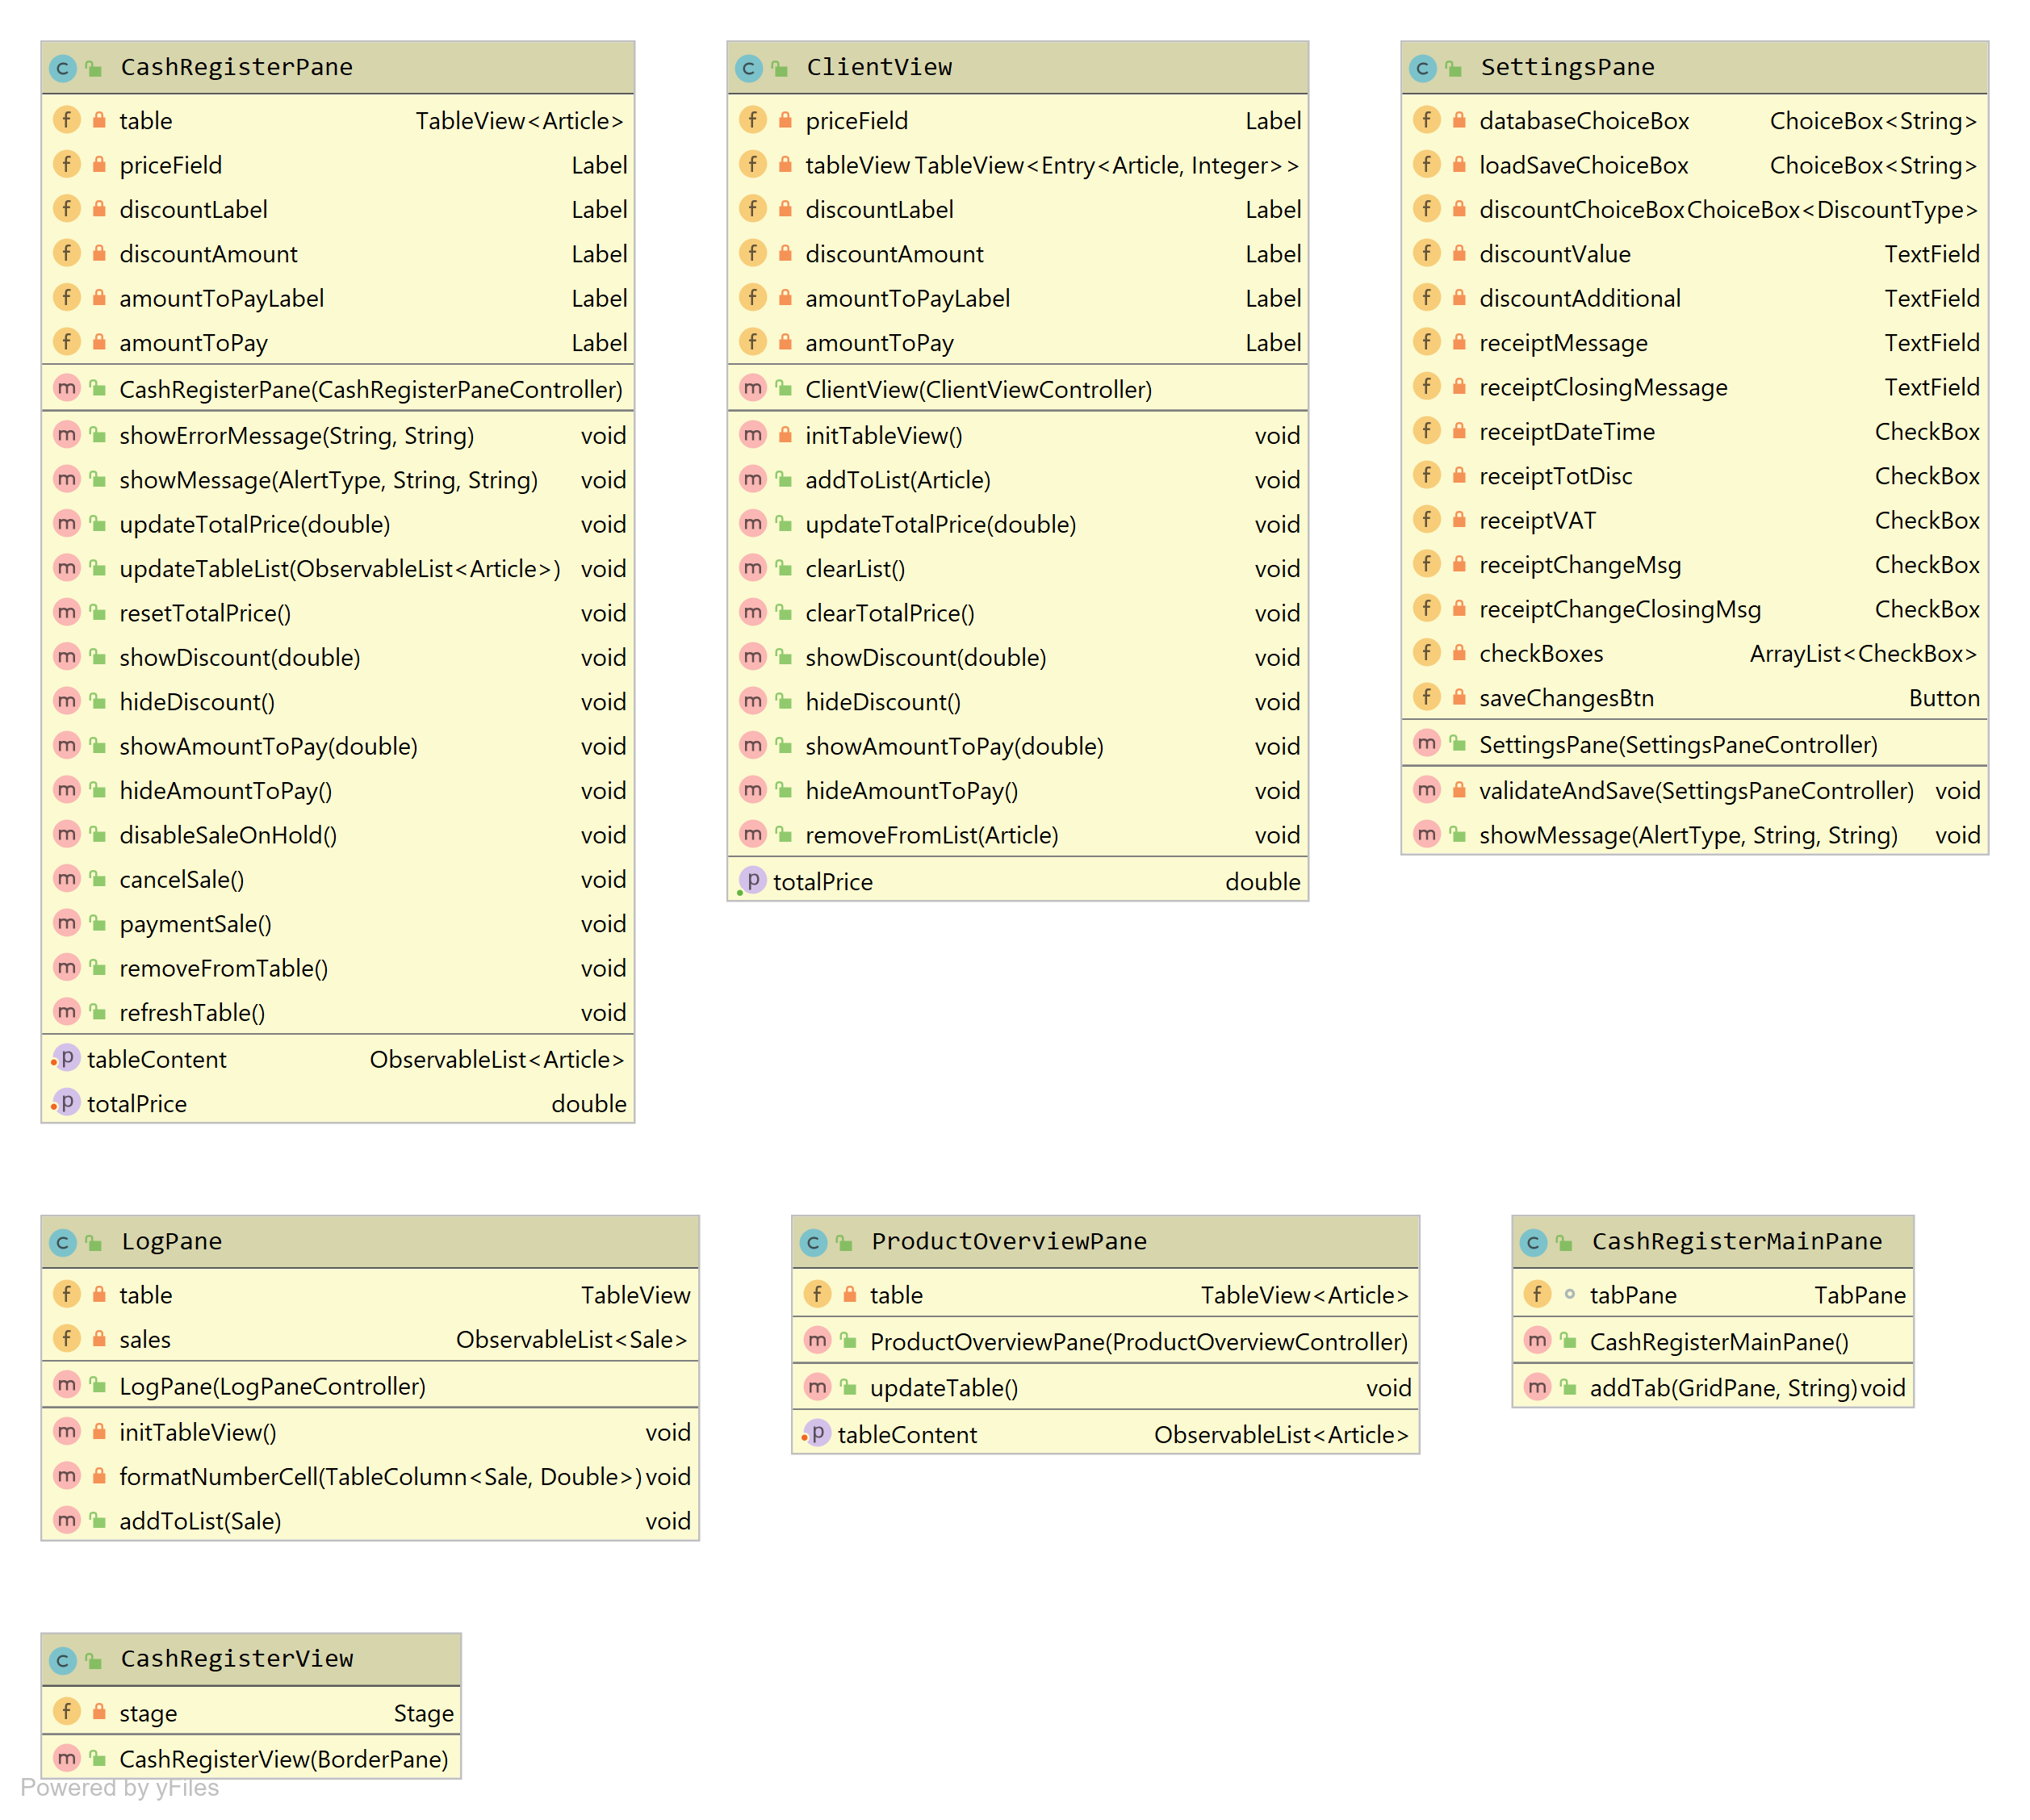 CashRegisterPane
table TableView<Article>
priceField Label
discountLabel Label
discountAmount Label
amountToPayLabel Label
amountToPay Label
CashRegisterPane(CashRegisterPaneController)
showErrorMessage(String, String) void
showMessage(AlertType, String, String) void
updateTotalPrice(double) void
updateTableList(ObservableList<Article>) void
resetTotalPrice() void
showDiscount(double) void
hideDiscount() void
showAmountToPay(double) void
hideAmountToPay() void
disableSaleOnHold() void
cancelSale() void
paymentSale() void
removeFromTable() void
refreshTable() void
tableContent ObservableList<Article>
totalPrice double
ClientView
priceField Label
tableView TableView<Entry<Article, Integer>>
discountLabel Label
discountAmount Label
amountToPayLabel Label
amountToPay Label
ClientView(ClientViewController)
initTableView() void
addToList(Article) void
updateTotalPrice(double) void
clearList() void
clearTotalPrice() void
showDiscount(double) void
hideDiscount() void
showAmountToPay(double) void
hideAmountToPay() void
removeFromList(Article) void
totalPrice double
SettingsPane
databaseChoiceBox ChoiceBox<String>
loadSaveChoiceBox ChoiceBox<String>
discountChoiceBox ChoiceBox<DiscountType>
discountValue TextField
discountAdditional TextField
receiptMessage TextField
receiptClosingMessage TextField
receiptDateTime CheckBox
receiptTotDisc CheckBox
receiptVAT CheckBox
receiptChangeMsg CheckBox
receiptChangeClosingMsg CheckBox
checkBoxes ArrayList<CheckBox>
saveChangesBtn Button
SettingsPane(SettingsPaneController)
validateAndSave(SettingsPaneController) void
showMessage(AlertType, String, String) void
LogPane
table TableView
sales ObservableList<Sale>
LogPane(LogPaneController)
initTableView() void
formatNumberCell(TableColumn<Sale, Double>) void
addToList(Sale) void
ProductOverviewPane
table TableView<Article>
ProductOverviewPane(ProductOverviewController)
updateTable() void
tableContent ObservableList<Article>
CashRegisterMainPane
tabPane TabPane
CashRegisterMainPane()
addTab(GridPane, String) void
CashRegisterView
stage Stage
CashRegisterView(BorderPane)
Powered by yFiles